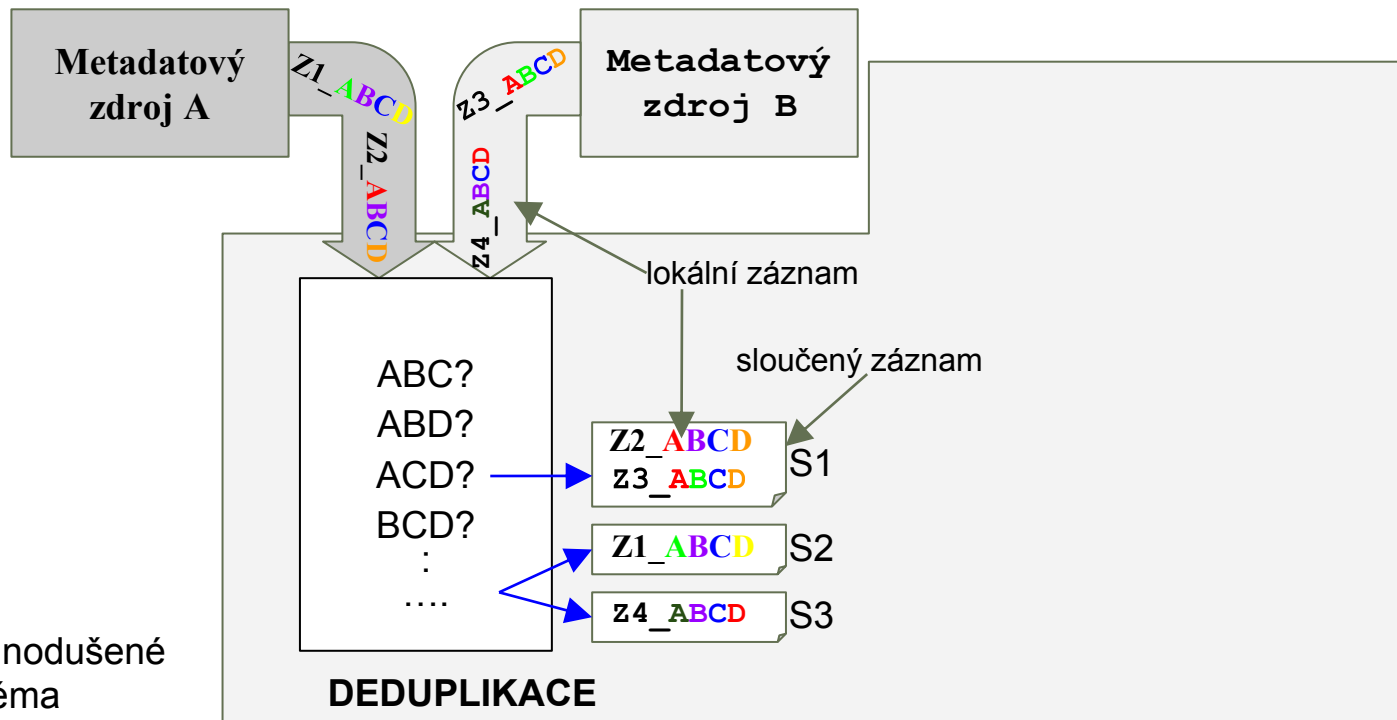 Metadatový
zdroj A
Z1_ABCD
Z2_ABCD
Z3_ABCD
Z4_ABCD
Metadatový
zdroj B
lokální záznam
sloučený záznam
ABC?
ABD?
ACD?
BCD?
:
....
Z2_ABCD
Z3_ABCD
S1
Z1_ABCD
S2
Z4_ABCD
S3
nodušené
éma
DEDUPLIKACE